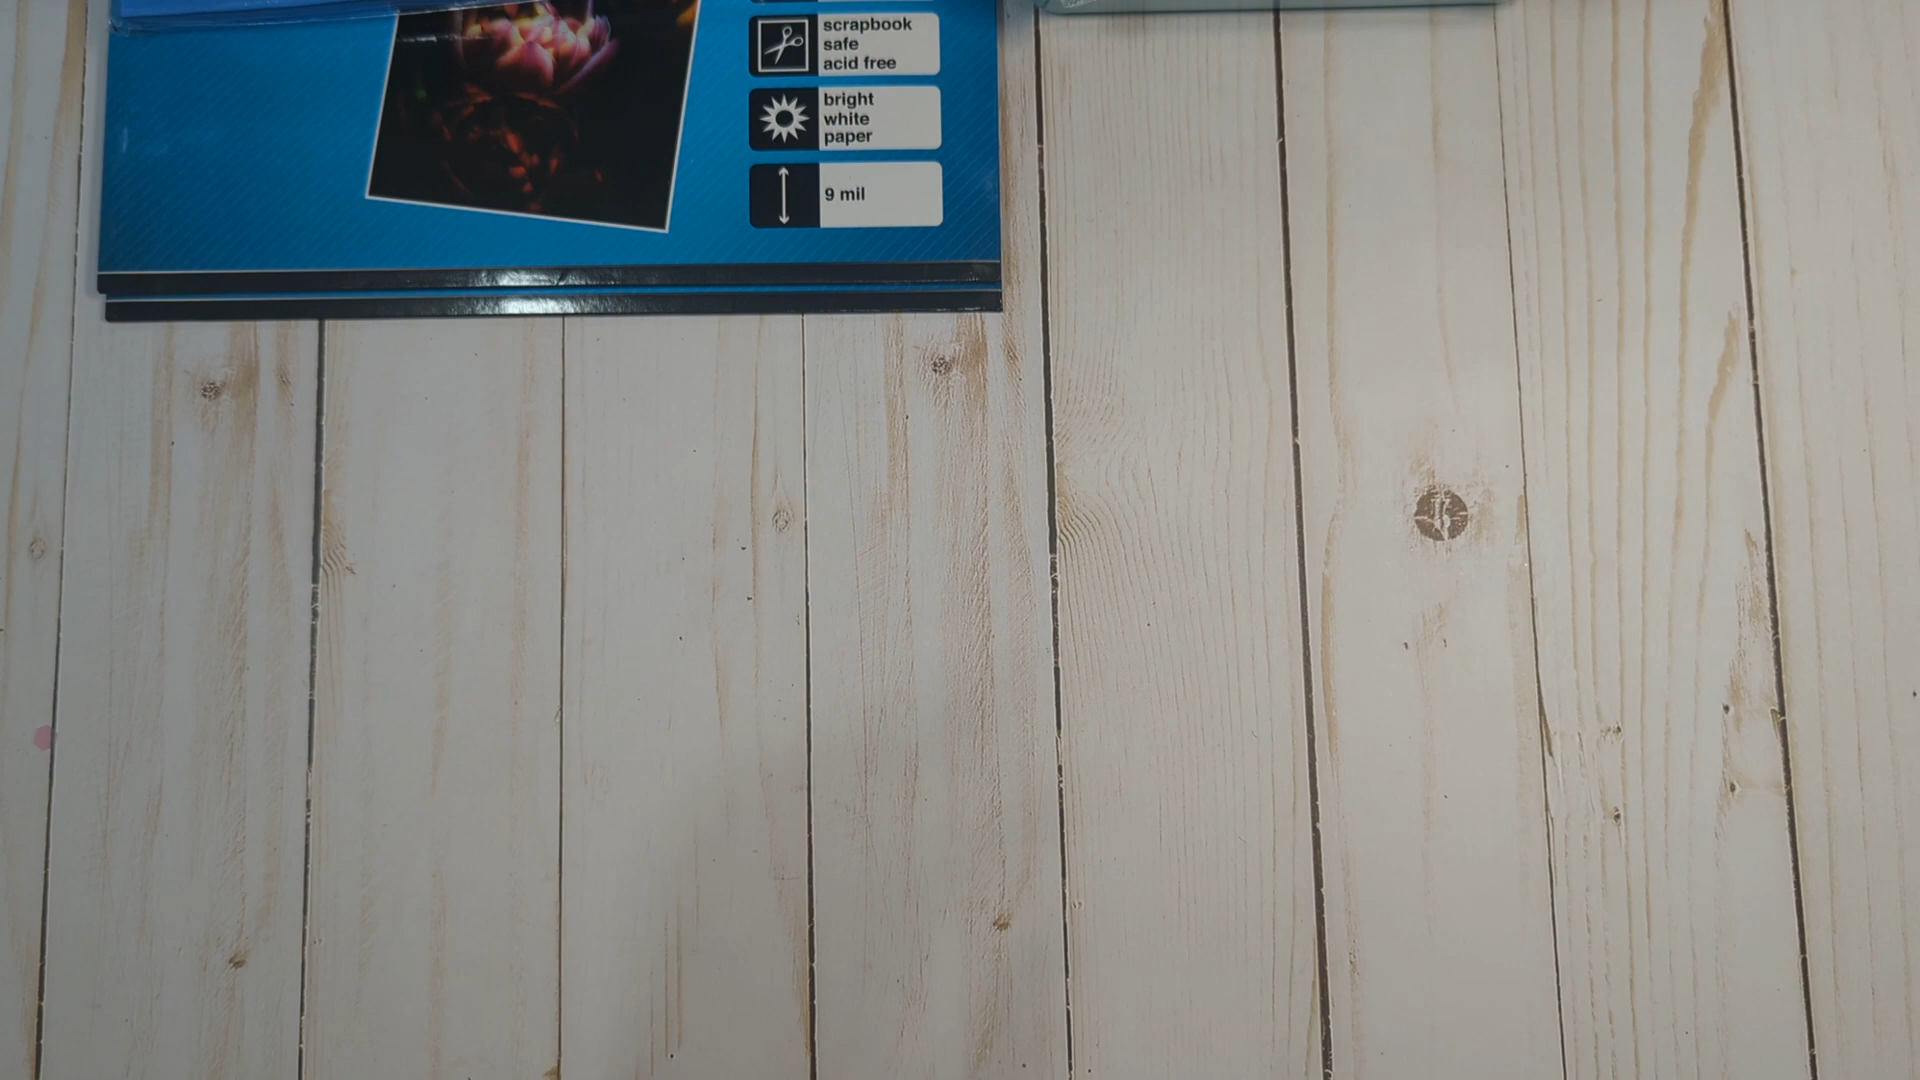 scrapbook
safe
acid free
bright
white
paper
9 mil